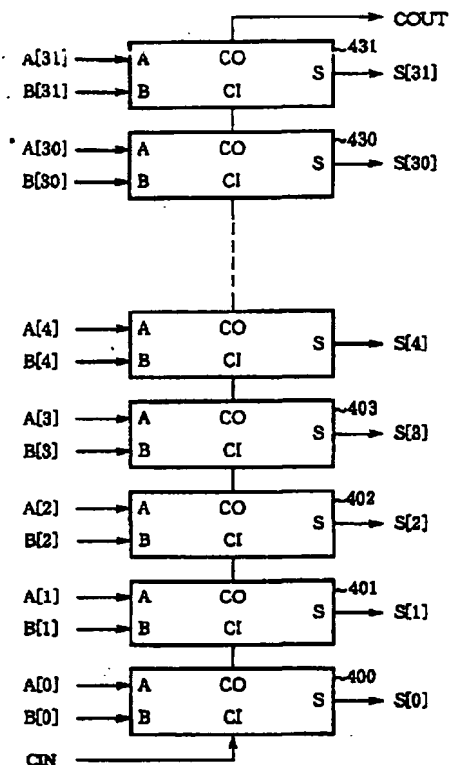 COUT
431
A[31] A CO S S[31]
B[31] B CI
430
A[30] A CO S S[30]
B[30] B CI
A[4] A CO S S[4]
B[4] B CI
403
A[3] A CO S S[3]
B[3] B CI
402
A[2] A CO S S[2]
B[2] B CI
401
A[1] A CO S S[1]
B[1] B CI
400
A[0] A CO S S[0]
B[0] B CI
CIN